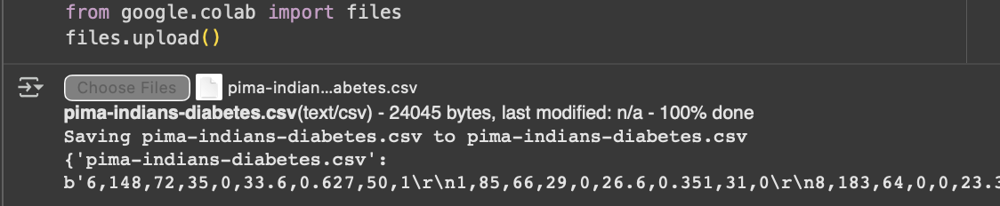 from google.colab import files
files.upload()
Choose Files pima-indian...abetes.csv
pima-indians-diabetes.csv(text/csv) - 24045 bytes, last modified: n/a - 100% done
Saving pima-indians-diabetes.csv to pima-indians-diabetes.csv
{'pima-indians-diabetes.csv':
b'6,148,72,35,0,33.6,0.627,50,1\r\n1,85,66,29,0,26.6,0.351,31,0\r\n8,183,64,0,0,23.3